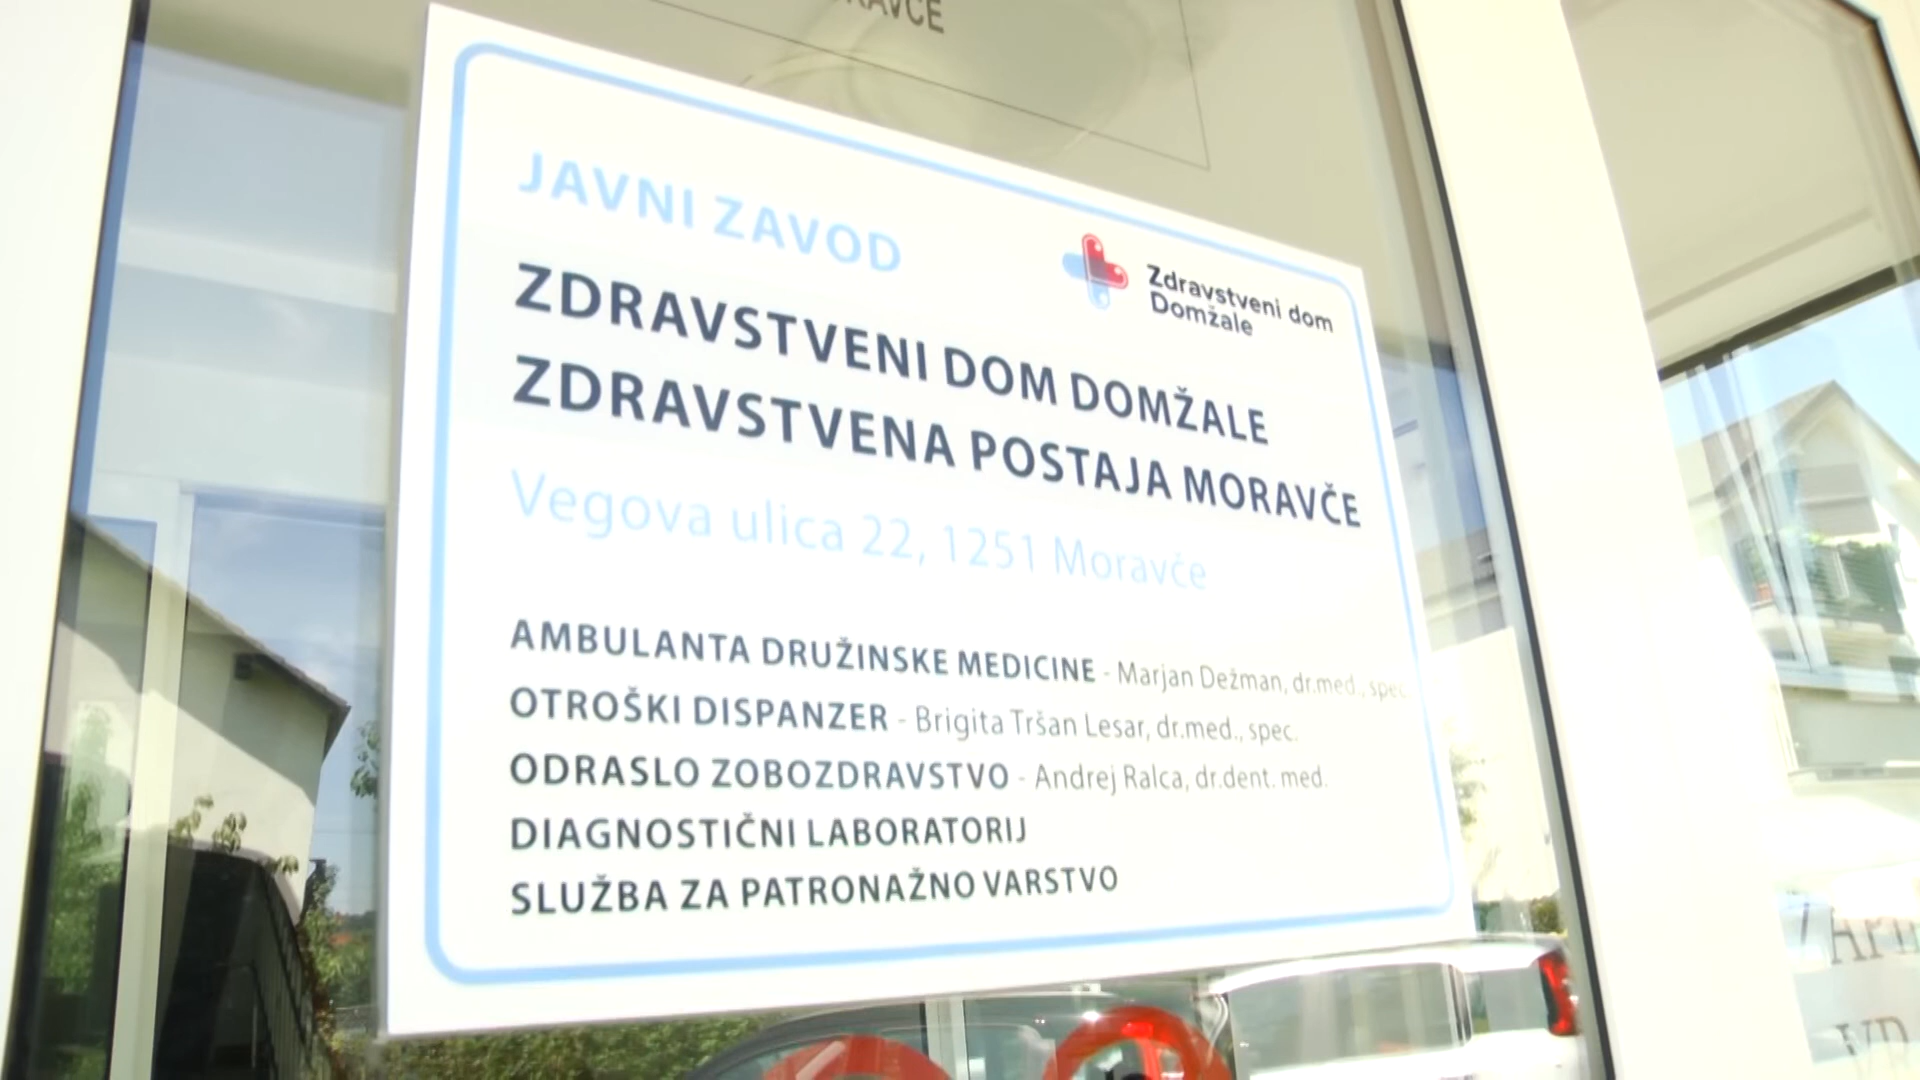 JAVNI ZAVOD
Zdravstveni dom
Domžale
ZDRAVSTVENI DOM DOMŽALE
ZDRAVSTVENA POSTAJA MORAVČE
Vegova ulica 22, 1251 Moravče
AMBULANTA DRUŽINSKE MEDICINE - Marjan Dežman, dr.med., spec
OTROŠKI DISPANZER - Brigita Tršan Lesar, dr.med., spec.
ODRASLO ZOBOZDRAVSTVO - Andrej Ralca, dr.dent. med.
DIAGNOSTIČNI LABORATORIJ
SLUŽBA ZA PATRONAŽNO VARSTVO